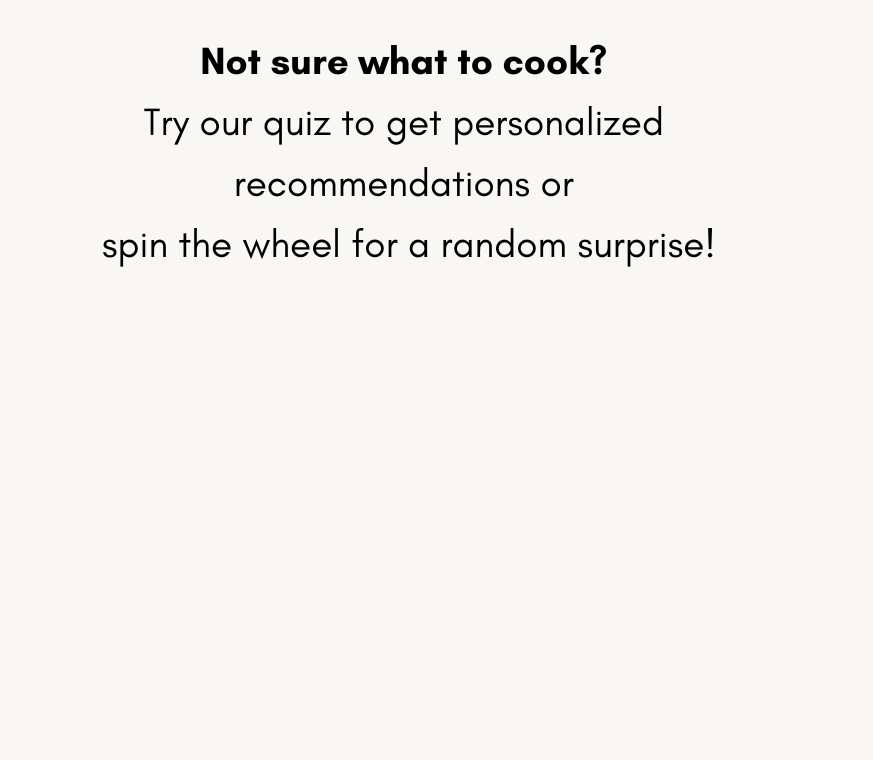 Not sure what to cook?
Try our quiz to get personalized
recommendations or
spin the wheel for a random surprise!